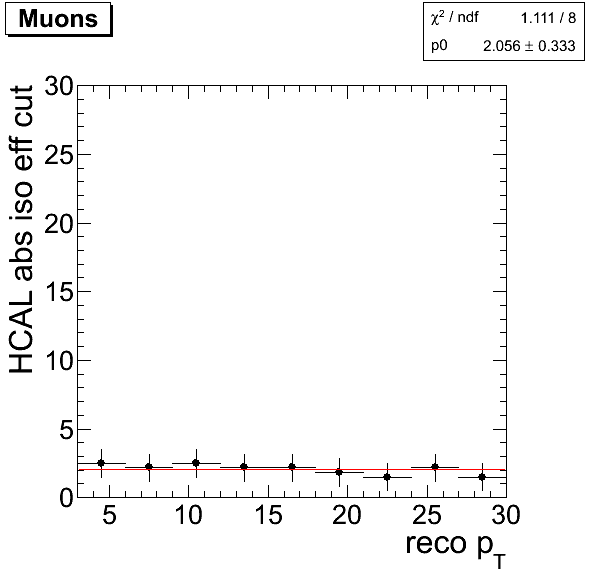 Muons
χ² / ndf 1.111 / 8
p0 2.056 ± 0.333
HCAL abs iso eff cut
30
25
20
15
10
5
0
5 10 15 20 25 30
reco p_T